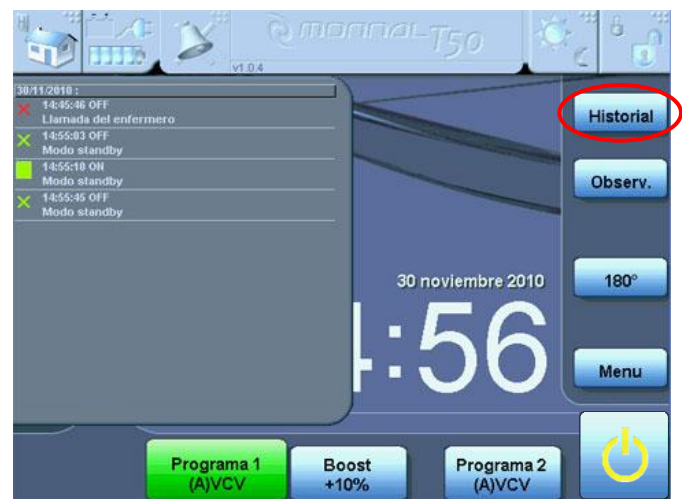 monnal T50
v1.0.4
30/11/2010 :
14:45:46 OFF
Llamada del enfermero
14:55:03 OFF
Modo standby
14:55:10 ON
Modo standby
14:55:45 OFF
Modo standby
Historial
Observ.
30 noviembre 2010
180°
:56
Menu
Programa 1
(A)VCV
Boost
+10%
Programa 2
(A)VCV